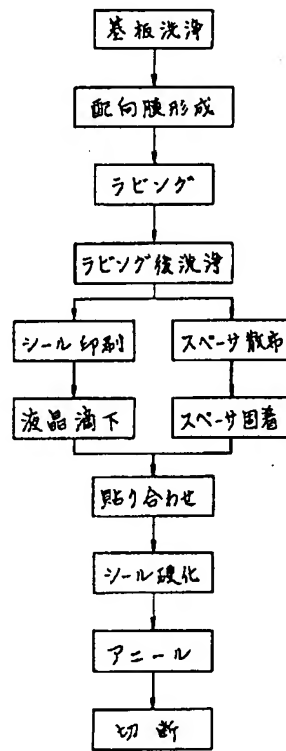 基板洗浄
配向膜形成
ラビング
ラビング後洗浄
シール印刷
スペーサ散布
液晶滴下
スペーサ固着
貼り合わせ
シール硬化
アニール
切断